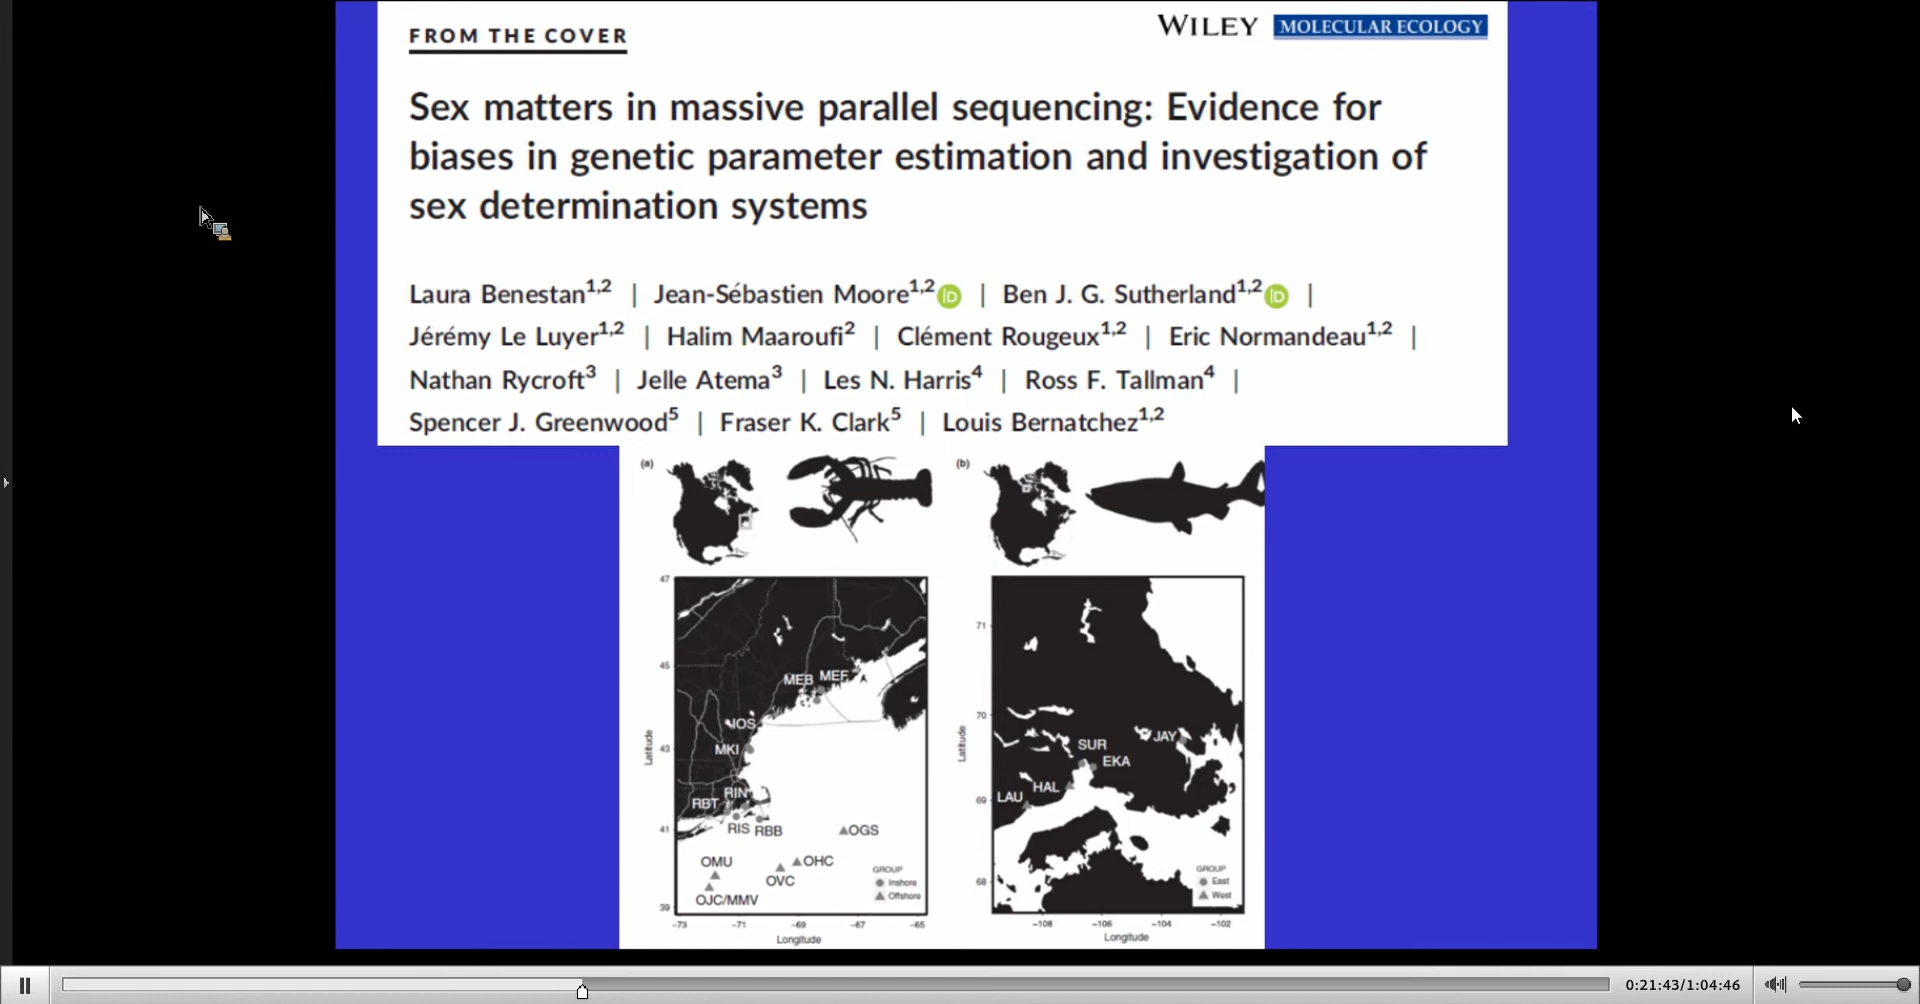 FROM THE COVER
WILEY MOLECULAR ECOLOGY
Sex matters in massive parallel sequencing: Evidence for
biases in genetic parameter estimation and investigation of
sex determination systems
Laura Benestan1,2 | Jean-Sébastien Moore1,2 iD | Ben J. G. Sutherland1,2 iD |
Jérémy Le Luyer1,2 | Halim Maaroufi2 | Clément Rougeux1,2 | Eric Normandeau1,2 |
Nathan Rycroft3 | Jelle Atema3 | Les N. Harris4 | Ross F. Tallman4 |
Spencer J. Greenwood5 | Fraser K. Clark5 | Louis Bernatchez1,2
(a)
47
45
43
41
39
Latitude
MEB MEF
IOS
MKI
RIN
RBT
RIS RBB
OGS
OMU
OHC
OVC
OJC/MMV
GROUP
Inshore
Offshore
-73 -71 -69 -67 -65
Longitude
(b)
71
70
69
68
Latitude
JAY
SUR
EKA
HAL
LAU
GROUP
East
West
-108 -106 -104 -102
Longitude
0:21:43/1:04:46